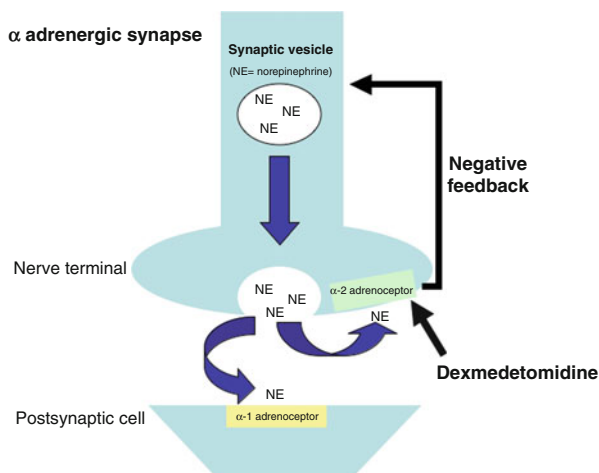 α adrenergic synapse
Synaptic vesicle
(NE= norepinephrine)
NE
NE
NE
Negative
feedback
Nerve terminal
α-2 adrenoceptor
NE
NE
NE
NE
Dexmedetomidine
NE
Postsynaptic cell
α-1 adrenoceptor